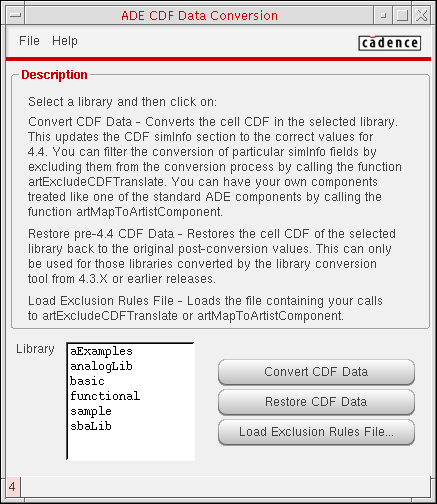 ADE CDF Data Conversion
File Help
cādence
Description
Select a library and then click on:
Convert CDF Data - Converts the cell CDF in the selected library.
This updates the CDF simInfo section to the correct values for
4.4. You can filter the conversion of particular simInfo fields by
excluding them from the conversion process by calling the function
artExcludeCDFTranslate. You can have your own components
treated like one of the standard ADE components by calling the
function artMapToArtistComponent.
Restore pre-4.4 CDF Data - Restores the cell CDF of the selected
library back to the original post-conversion values. This can only
be used for those libraries converted by the library conversion
tool from 4.3.X or earlier releases.
Load Exclusion Rules File - Loads the file containing your calls
to artExcludeCDFTranslate or artMapToArtistComponent.
Library
aExamples
analogLib
basic
functional
sample
sbaLib
Convert CDF Data
Restore CDF Data
Load Exclusion Rules File...
4